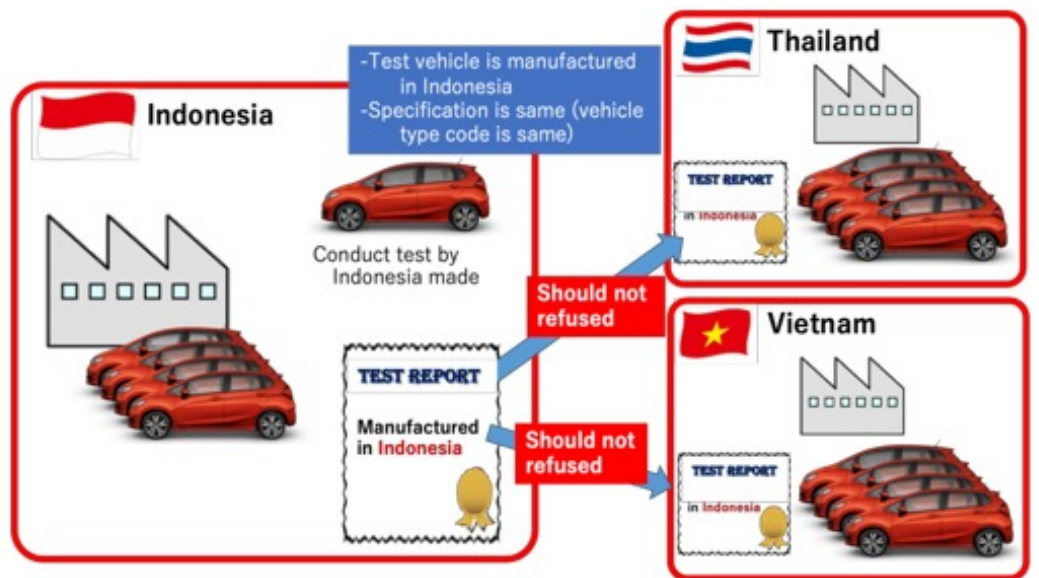 Indonesia
-Test vehicle is manufactured
in Indonesia
-Specification is same (vehicle
type code is same)
Conduct test by
Indonesia made
TEST REPORT
Manufactured
in Indonesia
Should not
refused
Should not
refused
Thailand
TEST REPORT
in Indonesia
Vietnam
TEST REPORT
in Indonesia